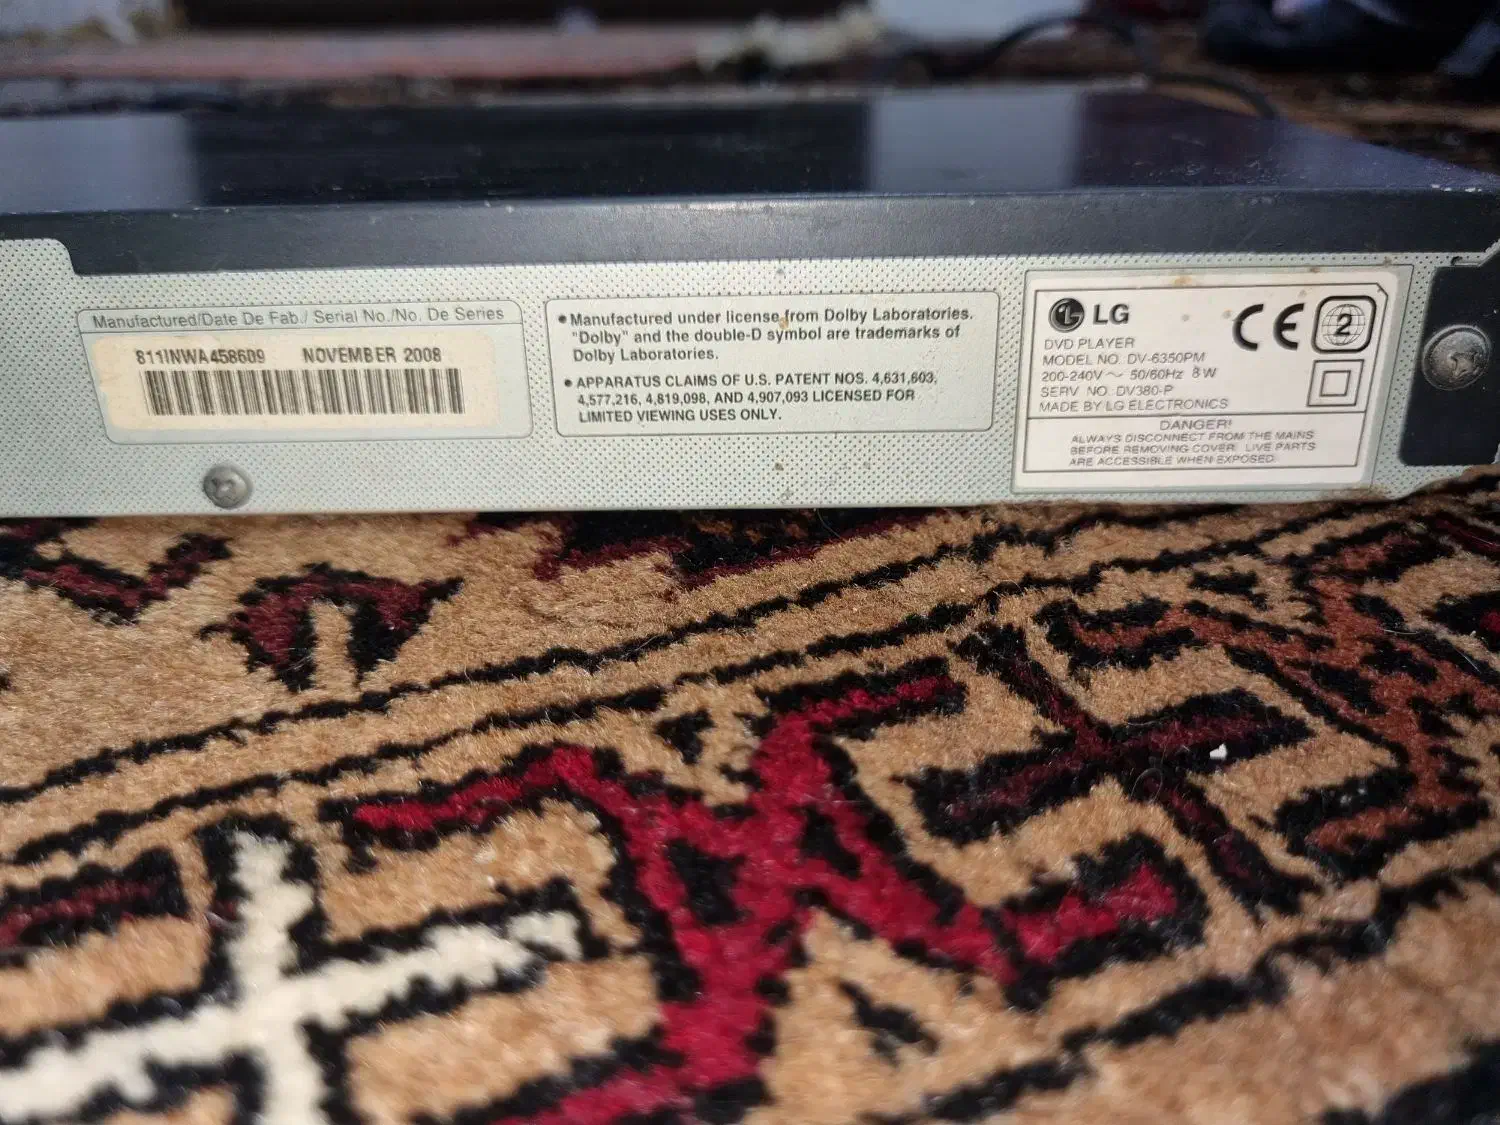 Manufactured/Date De Fab./ Serial No./No. De Series
811INWA458609 NOVEMBER 2008
• Manufactured under license from Dolby Laboratories.
"Dolby" and the double-D symbol are trademarks of
Dolby Laboratories.
• APPARATUS CLAIMS OF U.S. PATENT NOS. 4,631,603,
4,577,216, 4,819,098, AND 4,907,093 LICENSED FOR
LIMITED VIEWING USES ONLY.
LG
CE
2
DVD PLAYER
MODEL NO. DV-6350PM
200-240V ~ 50/60Hz 8W
SERV NO. DV380-P
MADE BY LG ELECTRONICS
DANGER!
ALWAYS DISCONNECT FROM THE MAINS
BEFORE REMOVING COVER. LIVE PARTS
ARE ACCESSIBLE WHEN EXPOSED.